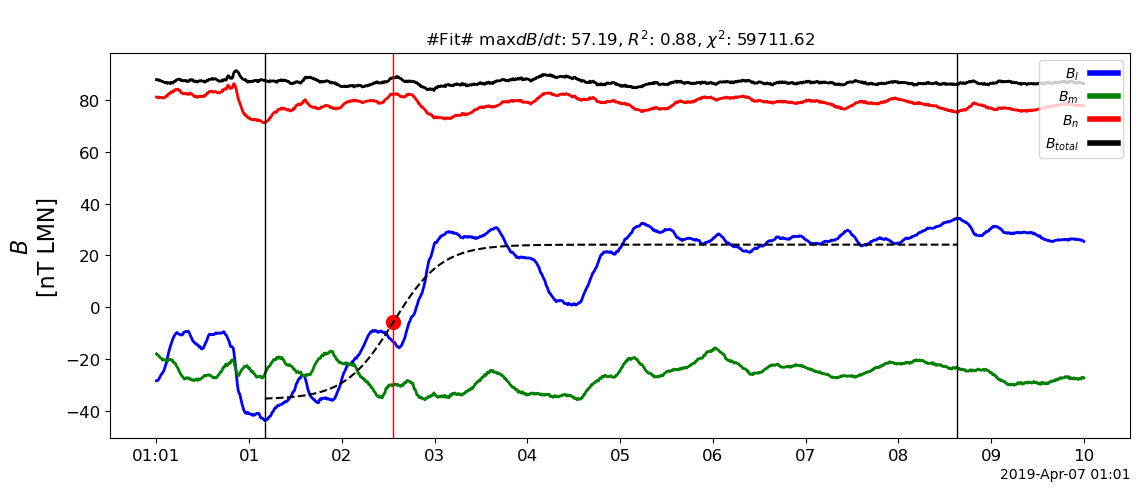 #Fit# maxdB/dt: 57.19, R²: 0.88, χ²: 59711.62
B
[nT LMN]
80
60
40
20
0
−20
−40
B_l
B_m
B_n
B_total
01:01 01 02 03 04 05 06 07 08 09 10
2019-Apr-07 01:01